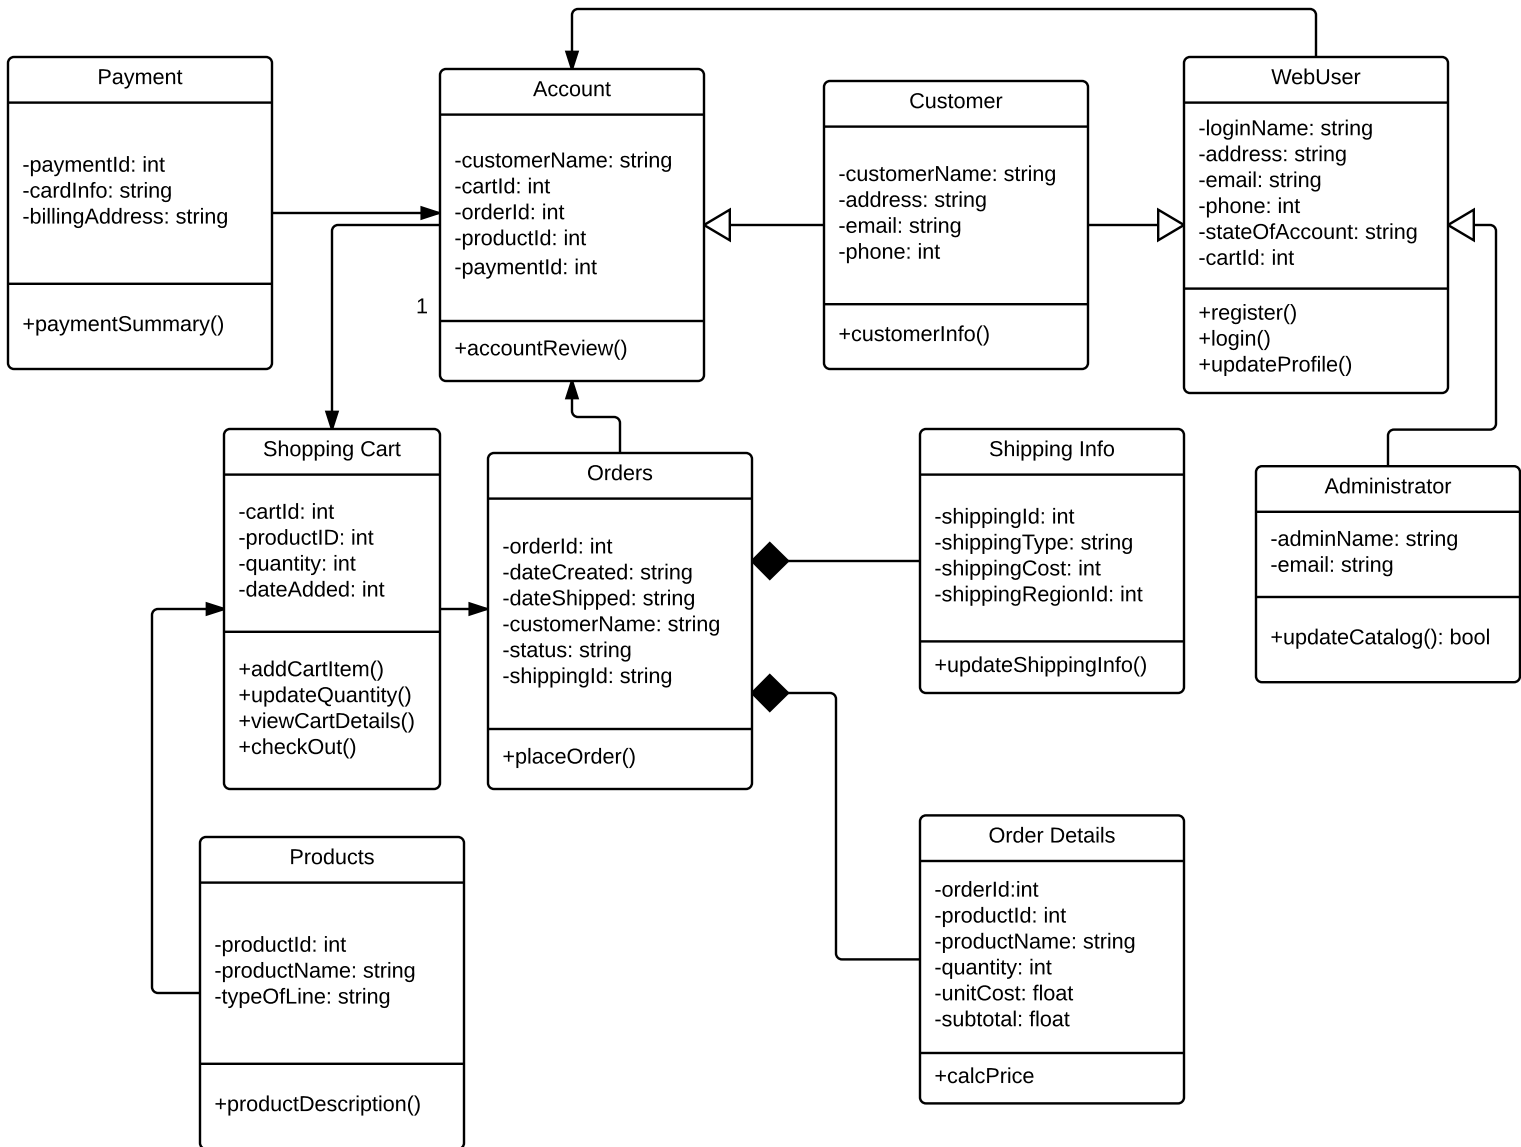 Payment
-paymentId: int
-cardInfo: string
-billingAddress: string
+paymentSummary()
Account
-customerName: string
-cartId: int
-orderId: int
-productId: int
-paymentId: int
+accountReview()
1
Customer
-customerName: string
-address: string
-email: string
-phone: int
+customerInfo()
WebUser
-loginName: string
-address: string
-email: string
-phone: int
-stateOfAccount: string
-cartId: int
+register()
+login()
+updateProfile()
Shopping Cart
-cartId: int
-productID: int
-quantity: int
-dateAdded: int
+addCartItem()
+updateQuantity()
+viewCartDetails()
+checkOut()
Orders
-orderId: int
-dateCreated: string
-dateShipped: string
-customerName: string
-status: string
-shippingId: string
+placeOrder()
Shipping Info
-shippingId: int
-shippingType: string
-shippingCost: int
-shippingRegionId: int
+updateShippingInfo()
Administrator
-adminName: string
-email: string
+updateCatalog(): bool
Products
-productId: int
-productName: string
-typeOfLine: string
+productDescription()
Order Details
-orderId:int
-productId: int
-productName: string
-quantity: int
-unitCost: float
-subtotal: float
+calcPrice